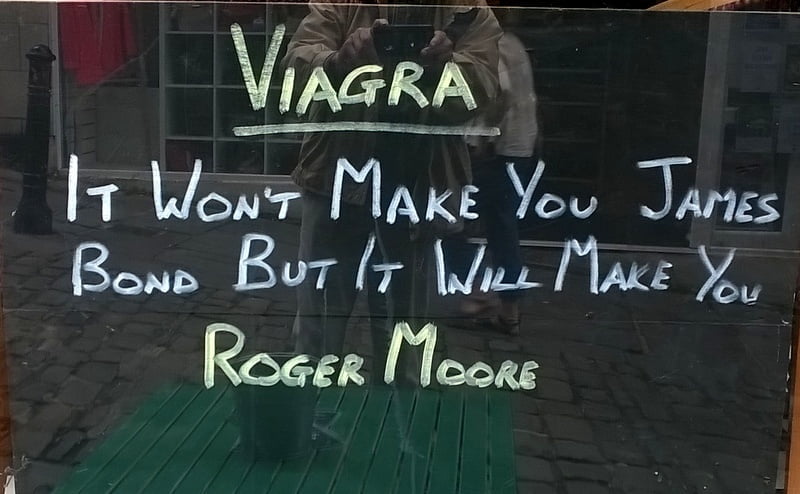 VIAGRA
IT WON'T MAKE YOU JAMES
BOND BUT IT WILL MAKE YOU
ROGER MOORE